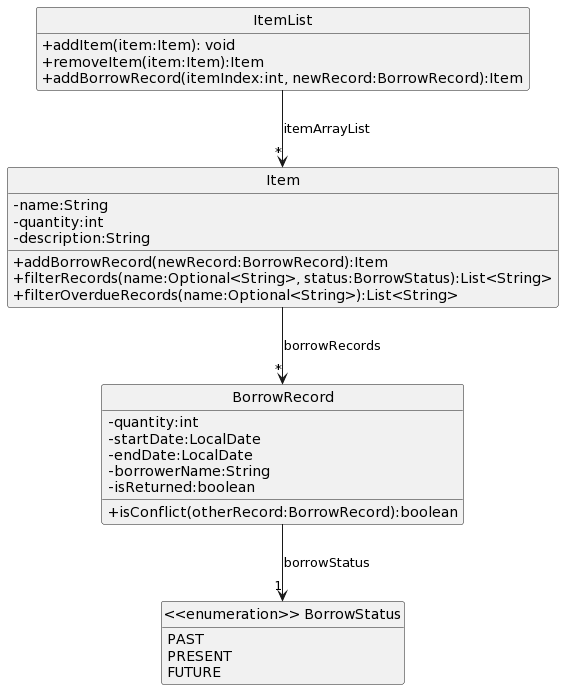 ItemList
+addItem(item:Item): void
+removeItem(item:Item):Item
+addBorrowRecord(itemIndex:int, newRecord:BorrowRecord):Item
itemArrayList
*
Item
-name:String
-quantity:int
-description:String
+addBorrowRecord(newRecord:BorrowRecord):Item
+filterRecords(name:Optional<String>, status:BorrowStatus):List<String>
+filterOverdueRecords(name:Optional<String>):List<String>
borrowRecords
*
BorrowRecord
-quantity:int
-startDate:LocalDate
-endDate:LocalDate
-borrowerName:String
-isReturned:boolean
+isConflict(otherRecord:BorrowRecord):boolean
borrowStatus
1
<<enumeration>> BorrowStatus
PAST
PRESENT
FUTURE